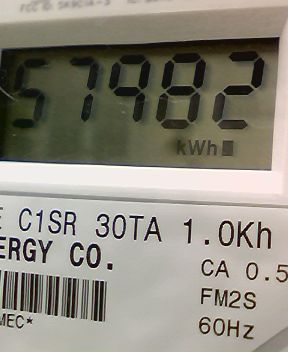 57982
kWh
E C1SR 30TA 1.0Kh
ERGY CO.
CA 0.5
FM2S
60Hz
MEC*